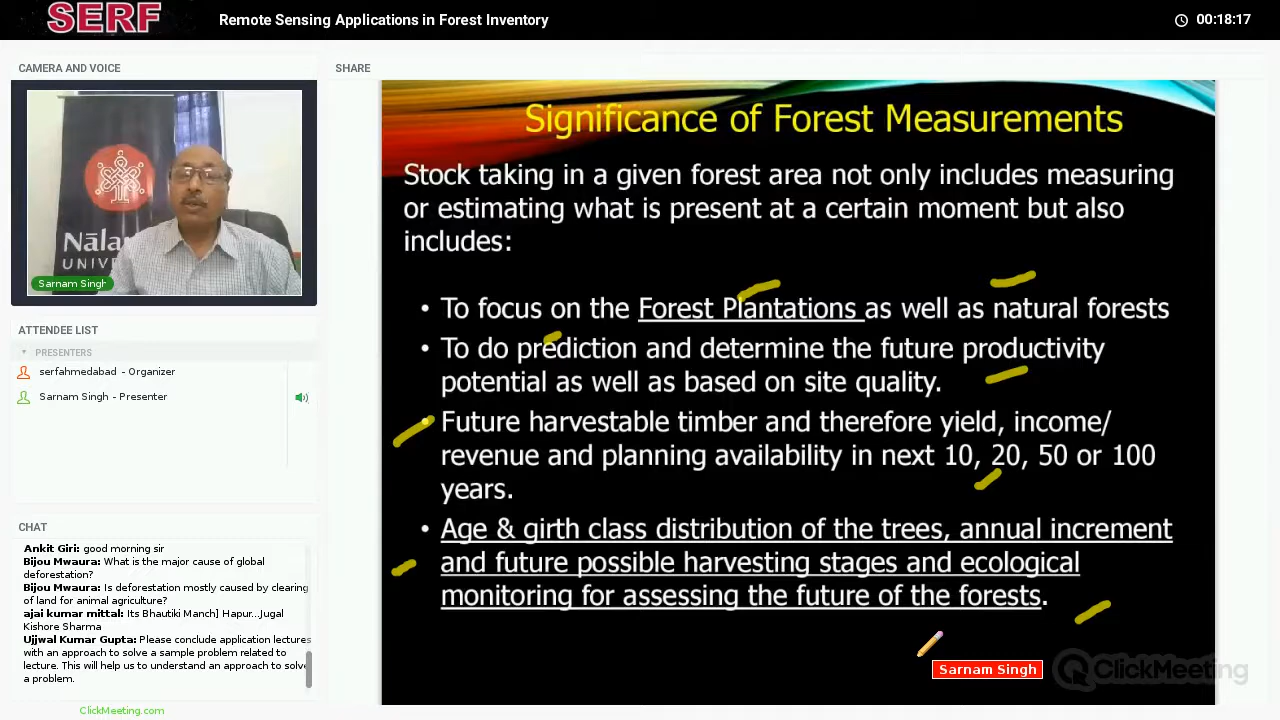 SERF
Remote Sensing Applications in Forest Inventory
00:18:17
CAMERA AND VOICE
SHARE
Nāla
UNIV
Sarnam Singh
ATTENDEE LIST
PRESENTERS
serfahmedabad - Organizer
Sarnam Singh - Presenter
CHAT
Ankit Giri: good morning sir
Bijou Mwaura: What is the major cause of global
deforestation?
Bijou Mwaura: Is deforestation mostly caused by clearing
of land for animal agriculture?
ajai kumar mittal: Its Bhautiki Manch] Hapur...Jugal
Kishore Sharma
Ujjwal Kumar Gupta: Please conclude application lectures
with an approach to solve a sample problem related to
lecture. This will help us to understand an approach to solve
a problem.
ClickMeeting.com
Significance of Forest Measurements
Stock taking in a given forest area not only includes measuring
or estimating what is present at a certain moment but also
includes:
• To focus on the Forest Plantations as well as natural forests
• To do prediction and determine the future productivity
potential as well as based on site quality.
• Future harvestable timber and therefore yield, income/
revenue and planning availability in next 10, 20, 50 or 100
years.
• Age & girth class distribution of the trees, annual increment
and future possible harvesting stages and ecological
monitoring for assessing the future of the forests.
Sarnam Singh
ClickMeeting